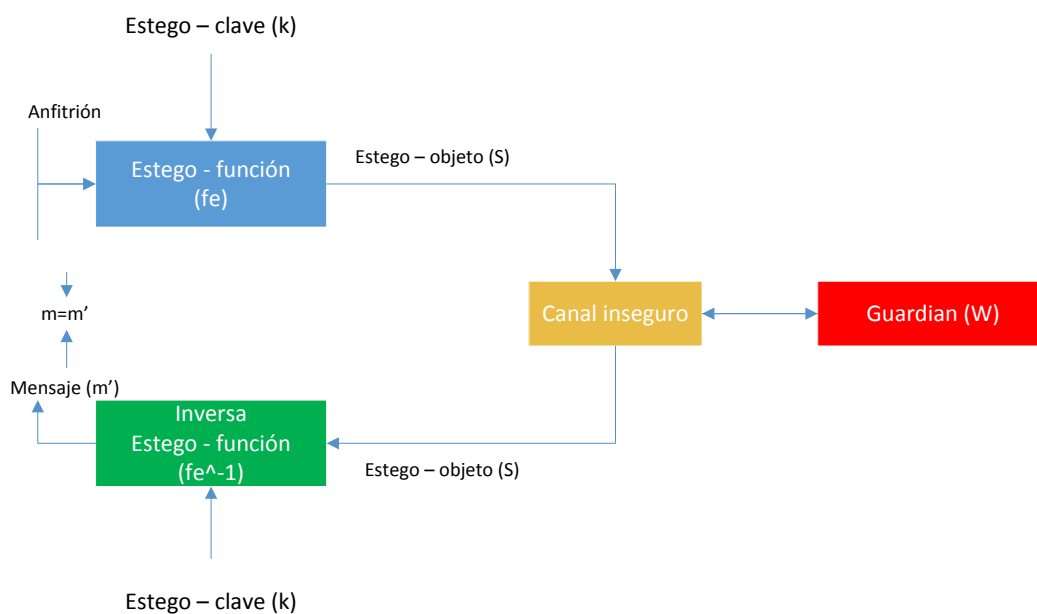 Estego – clave (k)
Anfitrión
Estego - función
(fe)
Estego – objeto (S)
m=m’
Canal inseguro
Guardian (W)
Mensaje (m’)
Inversa
Estego - función
(fe^-1)
Estego – objeto (S)
Estego – clave (k)